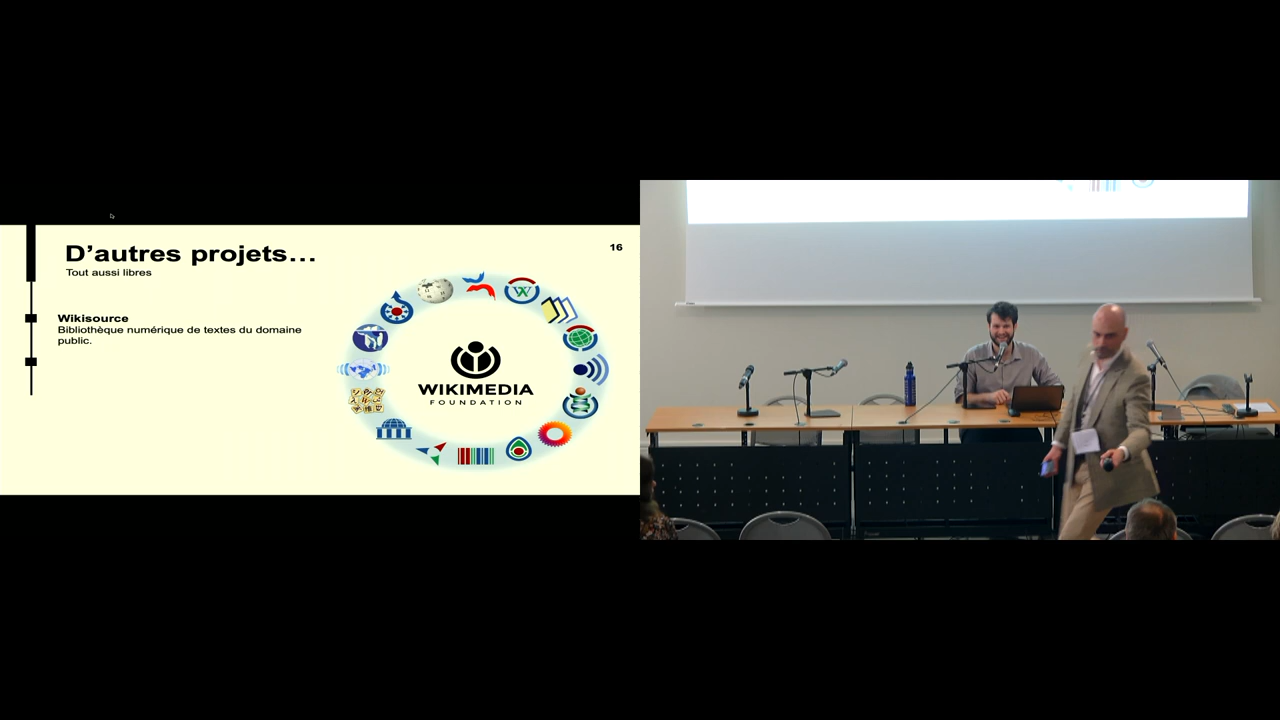 D’autres projets…
16
Tout aussi libres
Wikisource
Bibliothèque numérique de textes du domaine
public.
W
WIKIMEDIA
FOUNDATION